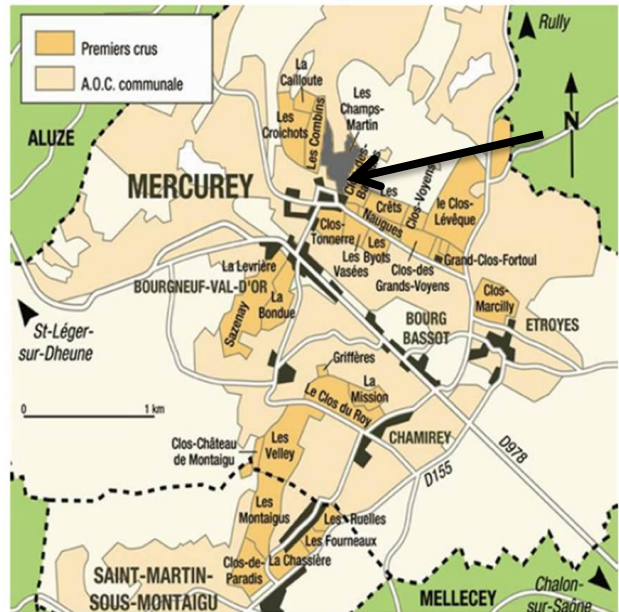 Premiers crus
A.O.C. communale
Rully
N
ALUZE
La
Cailloute
Les
Croichots
Les Combins
Les
Champs-
Martin
MERCUREY
Les
Crêts
Clos-Voyens
le Clos-
Lévêque
Naugues
Clos-
Tonnerre
Les Byots
Vasées
Clos-des-
Grands-Voyens
Grand-Clos-Fortoul
La Levrière
BOURGNEUF-VAL-D'OR
La
Bondue
Sazenay
Clos-
Marcilly
ETROYES
BOURG
BASSOT
St-Léger-
sur-Dheune
Griffères
La
Mission
Le Clos du Roy
0 1 km
CHAMIREY
Clos-Château
de Montaigu
Les
Velley
D978
D155
Les
Montaigus
Les Ruelles
Les Fourneaux
Clos-de-
Paradis
La Chassière
SAINT-MARTIN-
SOUS-MONTAIGU
MELLECEY
Chalon-
sur-Saône